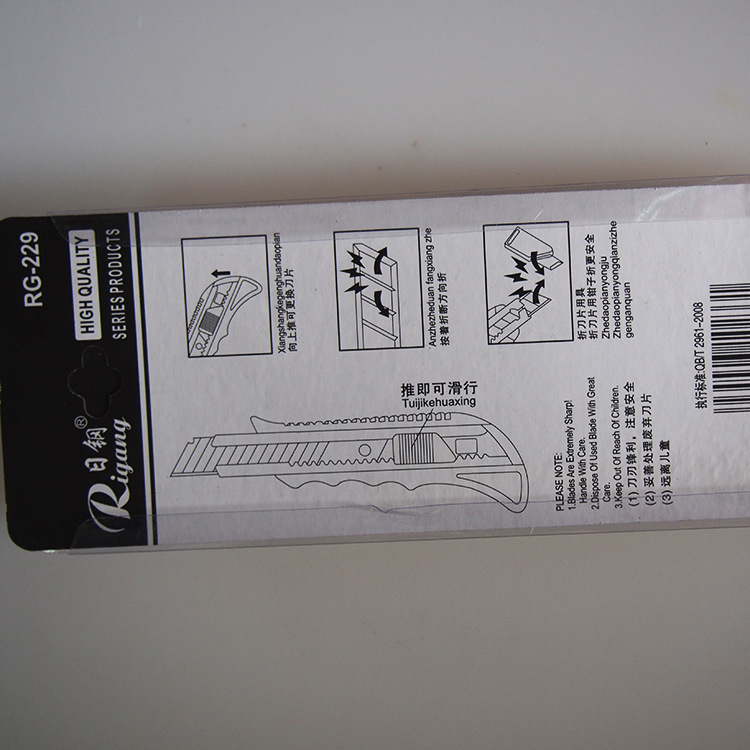 RG-229
HIGH QUALITY
SERIES PRODUCTS
日钢®
Rigang
Xiangshangkegenghuandaopian
向上推可更换刀片
Anzhezheduan fangxiang zhe
按着折断方向折
折刀片用具
折刀片用钳子折更安全
Zhedaopianyongju
Zhedaopianyongqianzizhe
genganquan
推即可滑行
Tuijikehuaxing
PLEASE NOTE:
1.Blades Are Extremely Sharp!
Handle With Care.
2.Dispose Of Used Blade With Great
Care.
3.Keep Out Of Reach Of Children.
(1) 刀刃锋利，注意安全
(2) 妥善处理废弃刀片
(3) 远离儿童
执行标准:QB/T 2961-2008